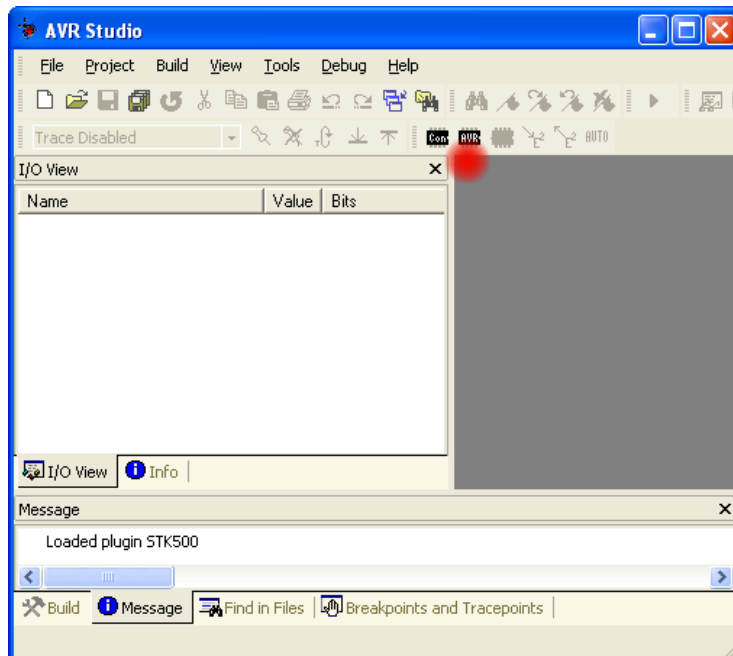 AVR Studio
File Project Build View Tools Debug Help
Trace Disabled Con AVR AUTO
I/O View
Name Value Bits
I/O View Info
Message
Loaded plugin STK500
Build Message Find in Files Breakpoints and Tracepoints